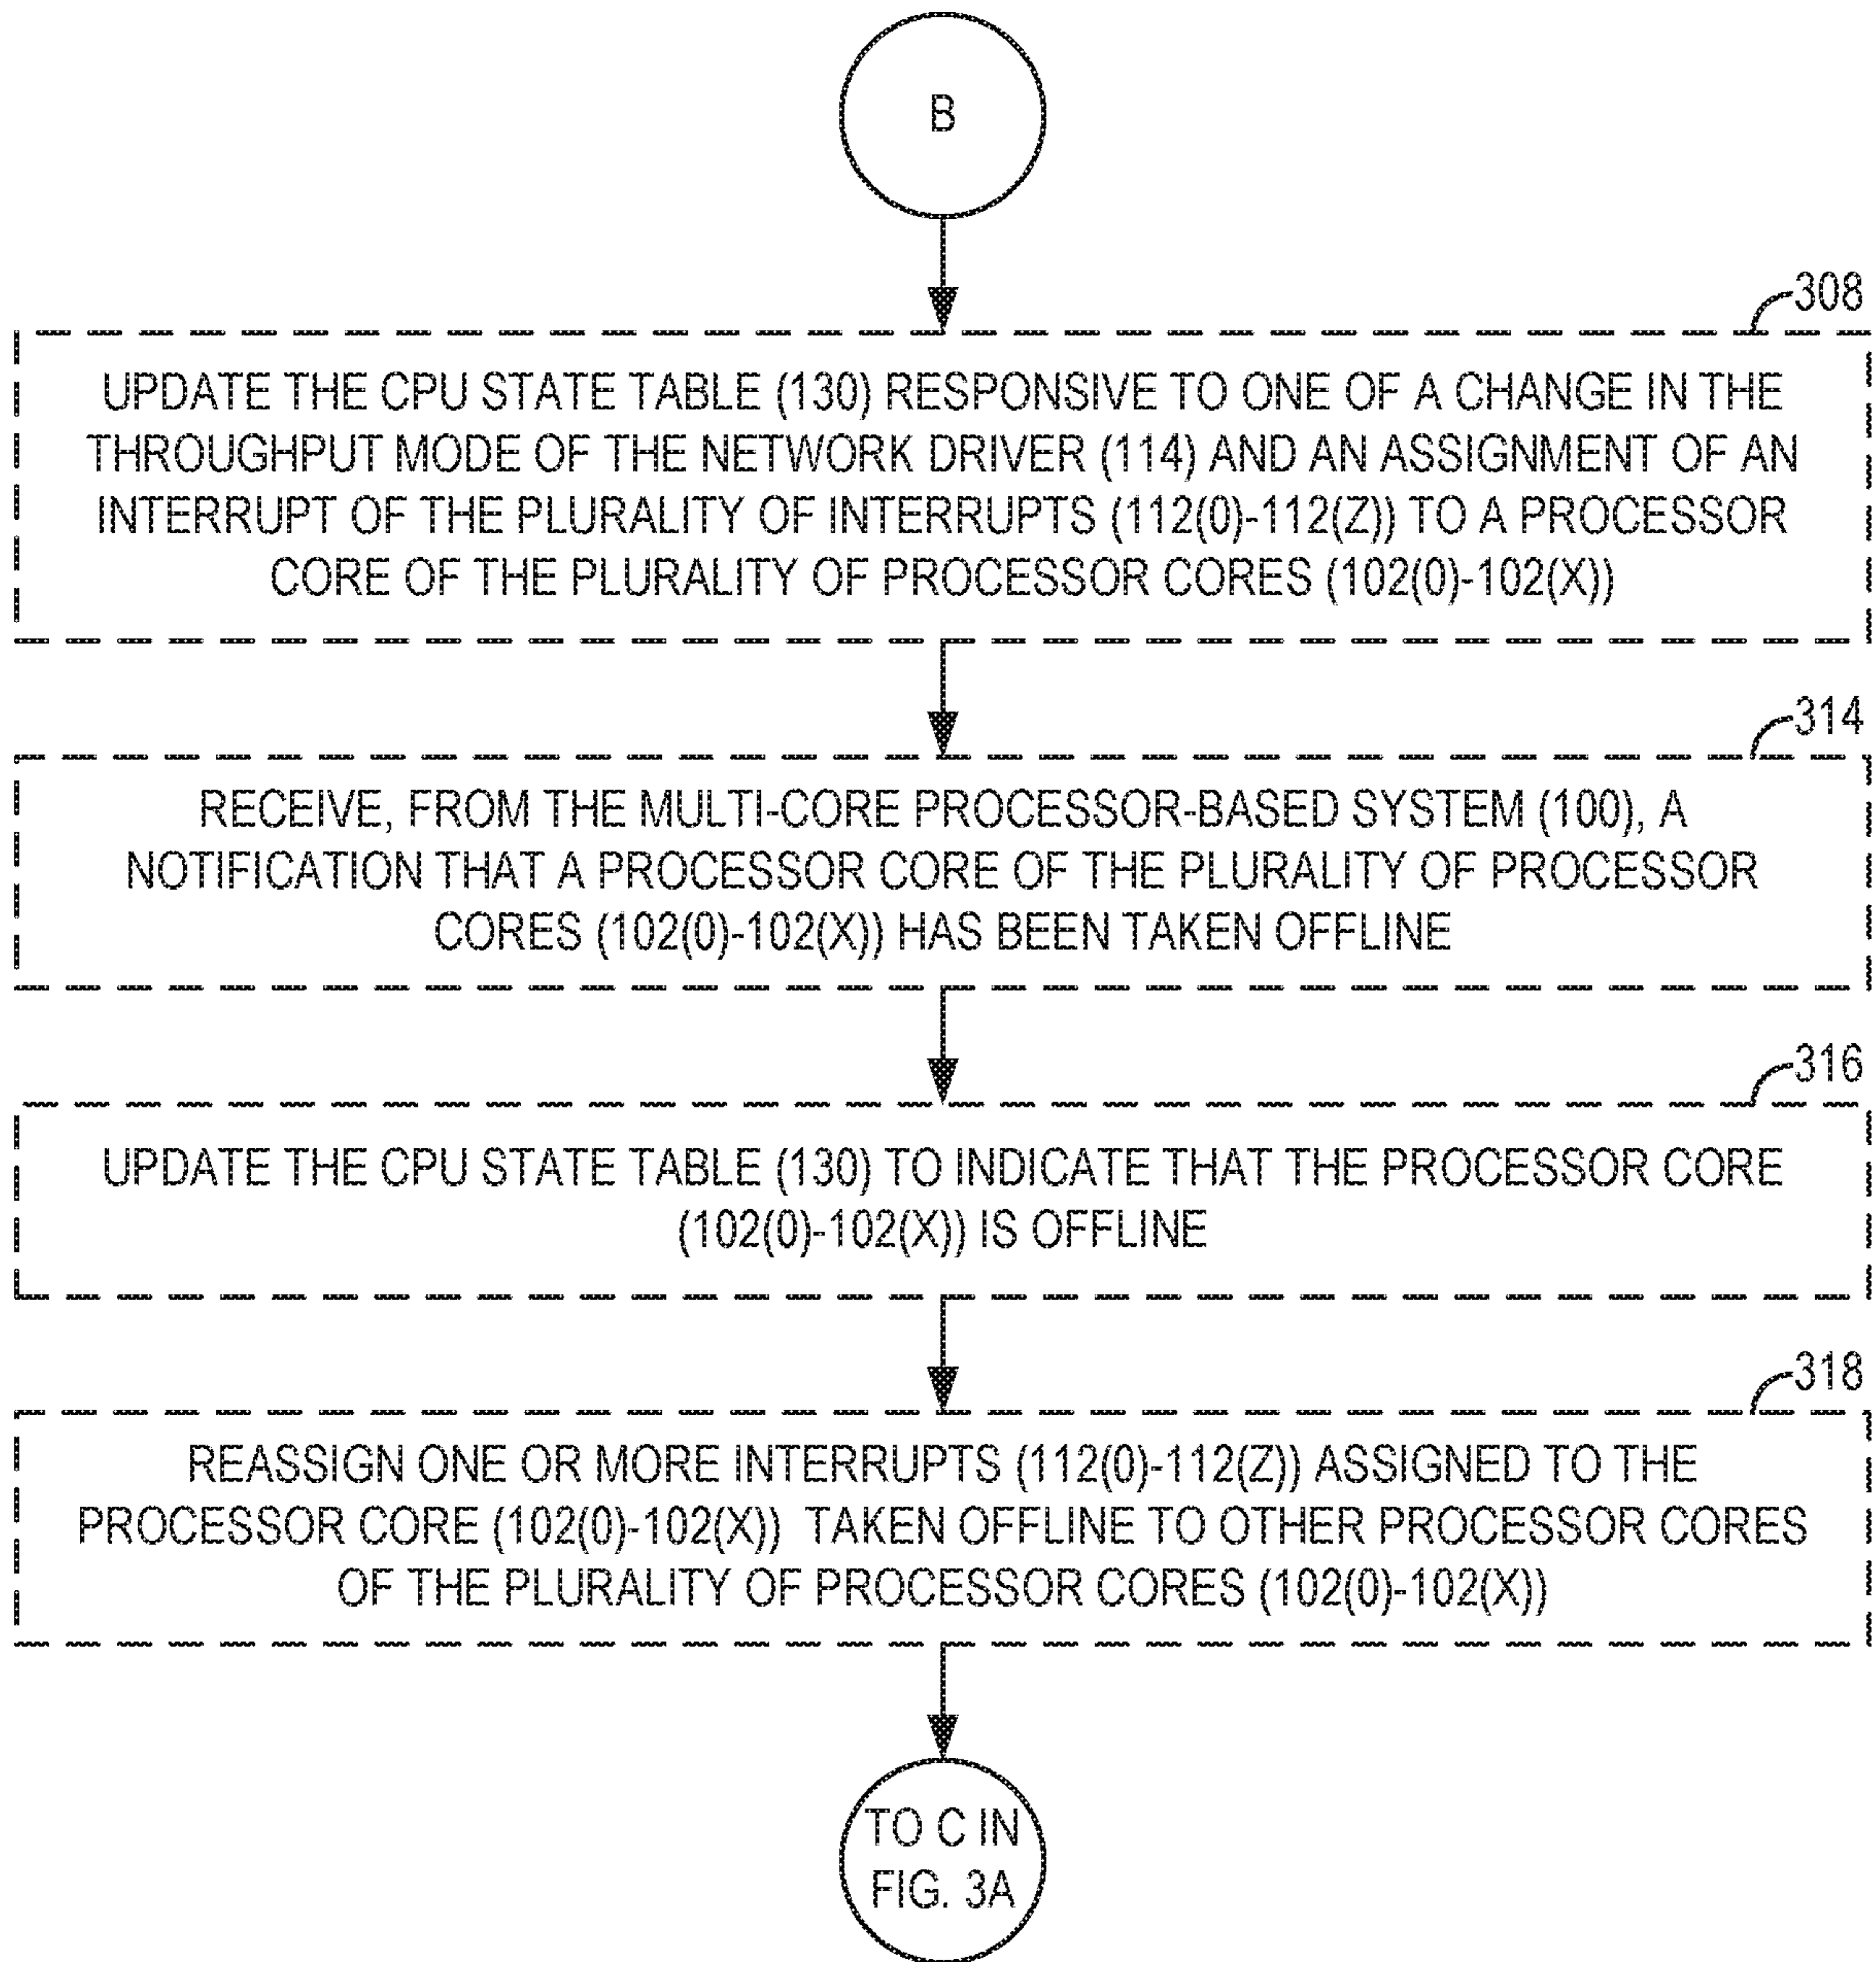 B
308
UPDATE THE CPU STATE TABLE (130) RESPONSIVE TO ONE OF A CHANGE IN THE
THROUGHPUT MODE OF THE NETWORK DRIVER (114) AND AN ASSIGNMENT OF AN
INTERRUPT OF THE PLURALITY OF INTERRUPTS (112(0)-112(Z)) TO A PROCESSOR
CORE OF THE PLURALITY OF PROCESSOR CORES (102(0)-102(X))
314
RECEIVE, FROM THE MULTI-CORE PROCESSOR-BASED SYSTEM (100), A
NOTIFICATION THAT A PROCESSOR CORE OF THE PLURALITY OF PROCESSOR
CORES (102(0)-102(X)) HAS BEEN TAKEN OFFLINE
316
UPDATE THE CPU STATE TABLE (130) TO INDICATE THAT THE PROCESSOR CORE
(102(0)-102(X)) IS OFFLINE
318
REASSIGN ONE OR MORE INTERRUPTS (112(0)-112(Z)) ASSIGNED TO THE
PROCESSOR CORE (102(0)-102(X)) TAKEN OFFLINE TO OTHER PROCESSOR CORES
OF THE PLURALITY OF PROCESSOR CORES (102(0)-102(X))
TO C IN
FIG. 3A